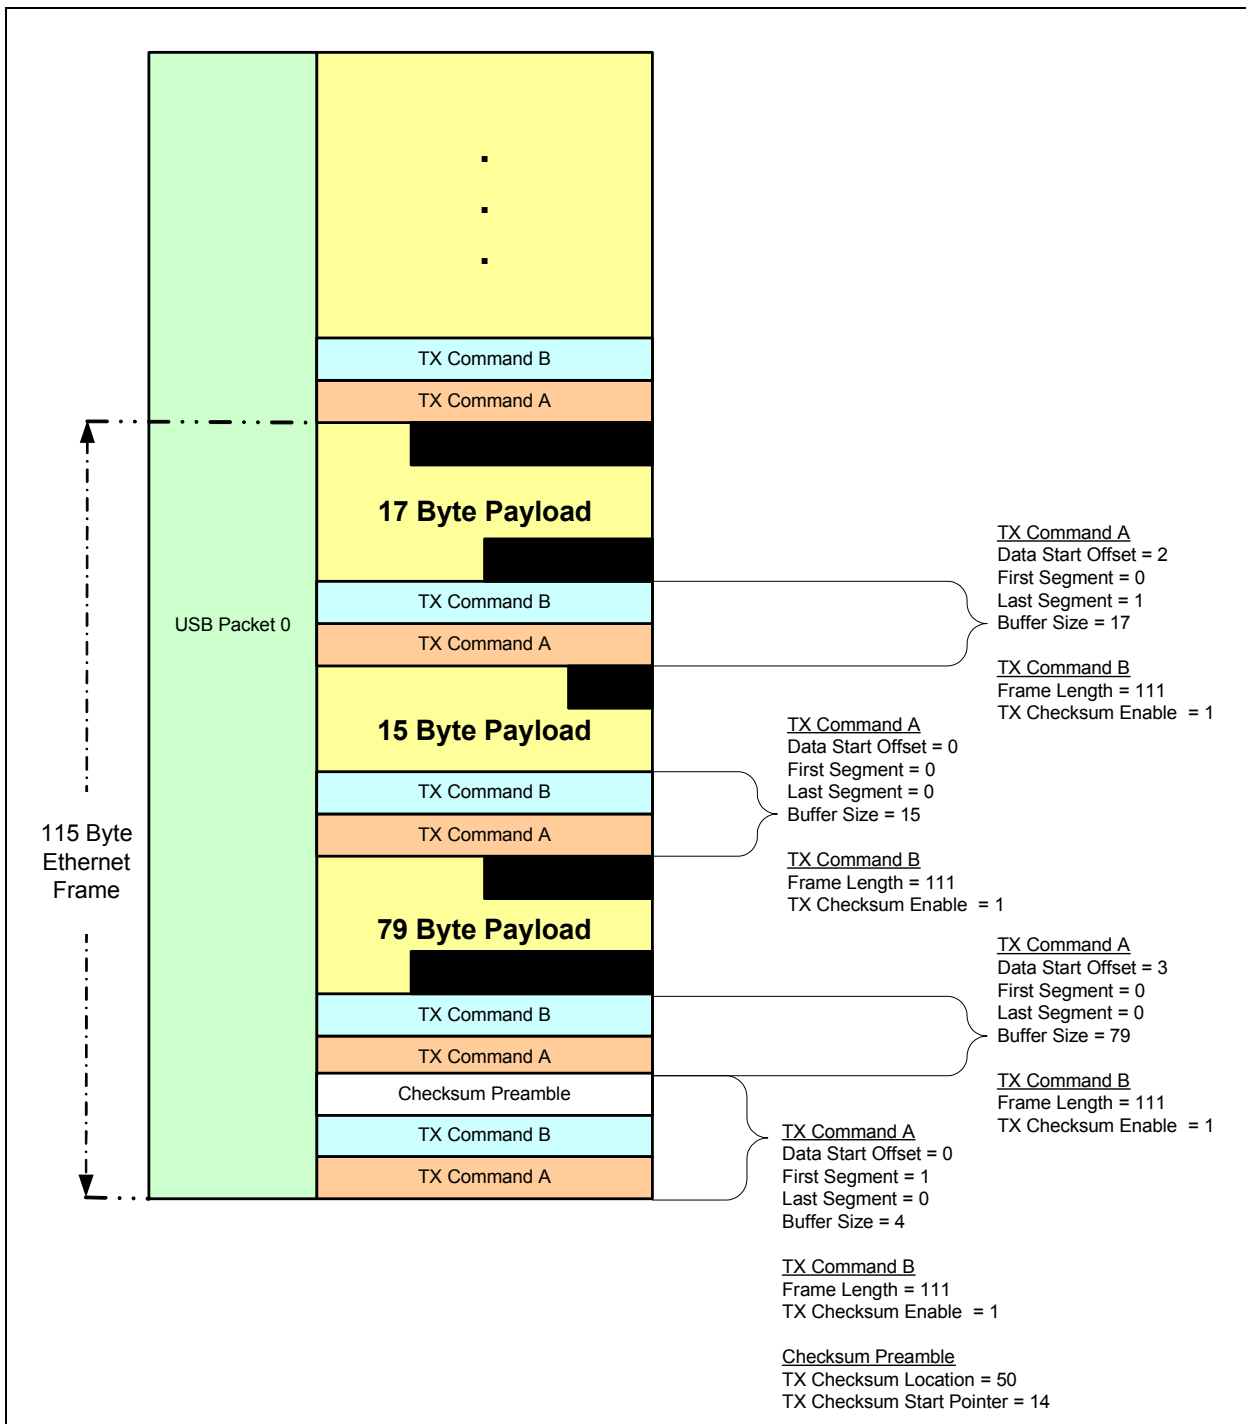 TX Command B
TX Command A
17 Byte Payload
TX Command B
USB Packet 0
TX Command A
TX Command A
Data Start Offset = 2
First Segment = 0
Last Segment = 1
Buffer Size = 17
TX Command B
Frame Length = 111
TX Checksum Enable = 1
15 Byte Payload
TX Command B
TX Command A
TX Command A
Data Start Offset = 0
First Segment = 0
Last Segment = 0
Buffer Size = 15
TX Command B
Frame Length = 111
TX Checksum Enable = 1
115 Byte
Ethernet
Frame
79 Byte Payload
TX Command B
TX Command A
TX Command A
Data Start Offset = 3
First Segment = 0
Last Segment = 0
Buffer Size = 79
TX Command B
Frame Length = 111
TX Checksum Enable = 1
Checksum Preamble
TX Command B
TX Command A
TX Command A
Data Start Offset = 0
First Segment = 1
Last Segment = 0
Buffer Size = 4
TX Command B
Frame Length = 111
TX Checksum Enable = 1
Checksum Preamble
TX Checksum Location = 50
TX Checksum Start Pointer = 14